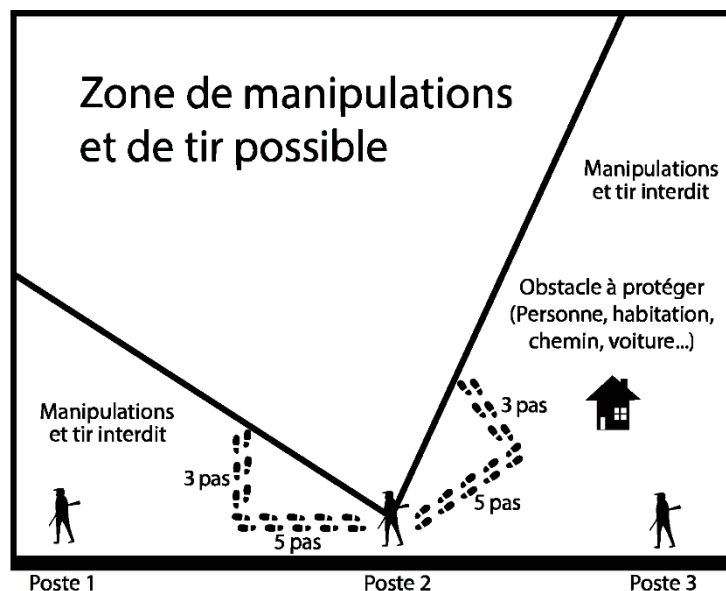 Zone de manipulations
et de tir possible
Manipulations
et tir interdit
Obstacle à protéger
(Personne, habitation,
chemin, voiture...)
3 pas
5 pas
Manipulations
et tir interdit
3 pas
5 pas
Poste 1
Poste 2
Poste 3